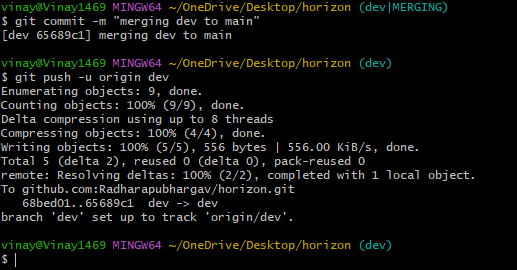 vinay@Vinay1469 MINGW64 ~/OneDrive/Desktop/horizon (dev|MERGING)
$ git commit -m "merging dev to main"
[dev 65689c1] merging dev to main
vinay@Vinay1469 MINGW64 ~/OneDrive/Desktop/horizon (dev)
$ git push -u origin dev
Enumerating objects: 9, done.
Counting objects: 100% (9/9), done.
Delta compression using up to 8 threads
Compressing objects: 100% (4/4), done.
Writing objects: 100% (5/5), 556 bytes | 556.00 KiB/s, done.
Total 5 (delta 2), reused 0 (delta 0), pack-reused 0
remote: Resolving deltas: 100% (2/2), completed with 1 local object.
To github.com:Radharapubhargav/horizon.git
   68bed01..65689c1  dev -> dev
branch 'dev' set up to track 'origin/dev'.
vinay@Vinay1469 MINGW64 ~/OneDrive/Desktop/horizon (dev)
$